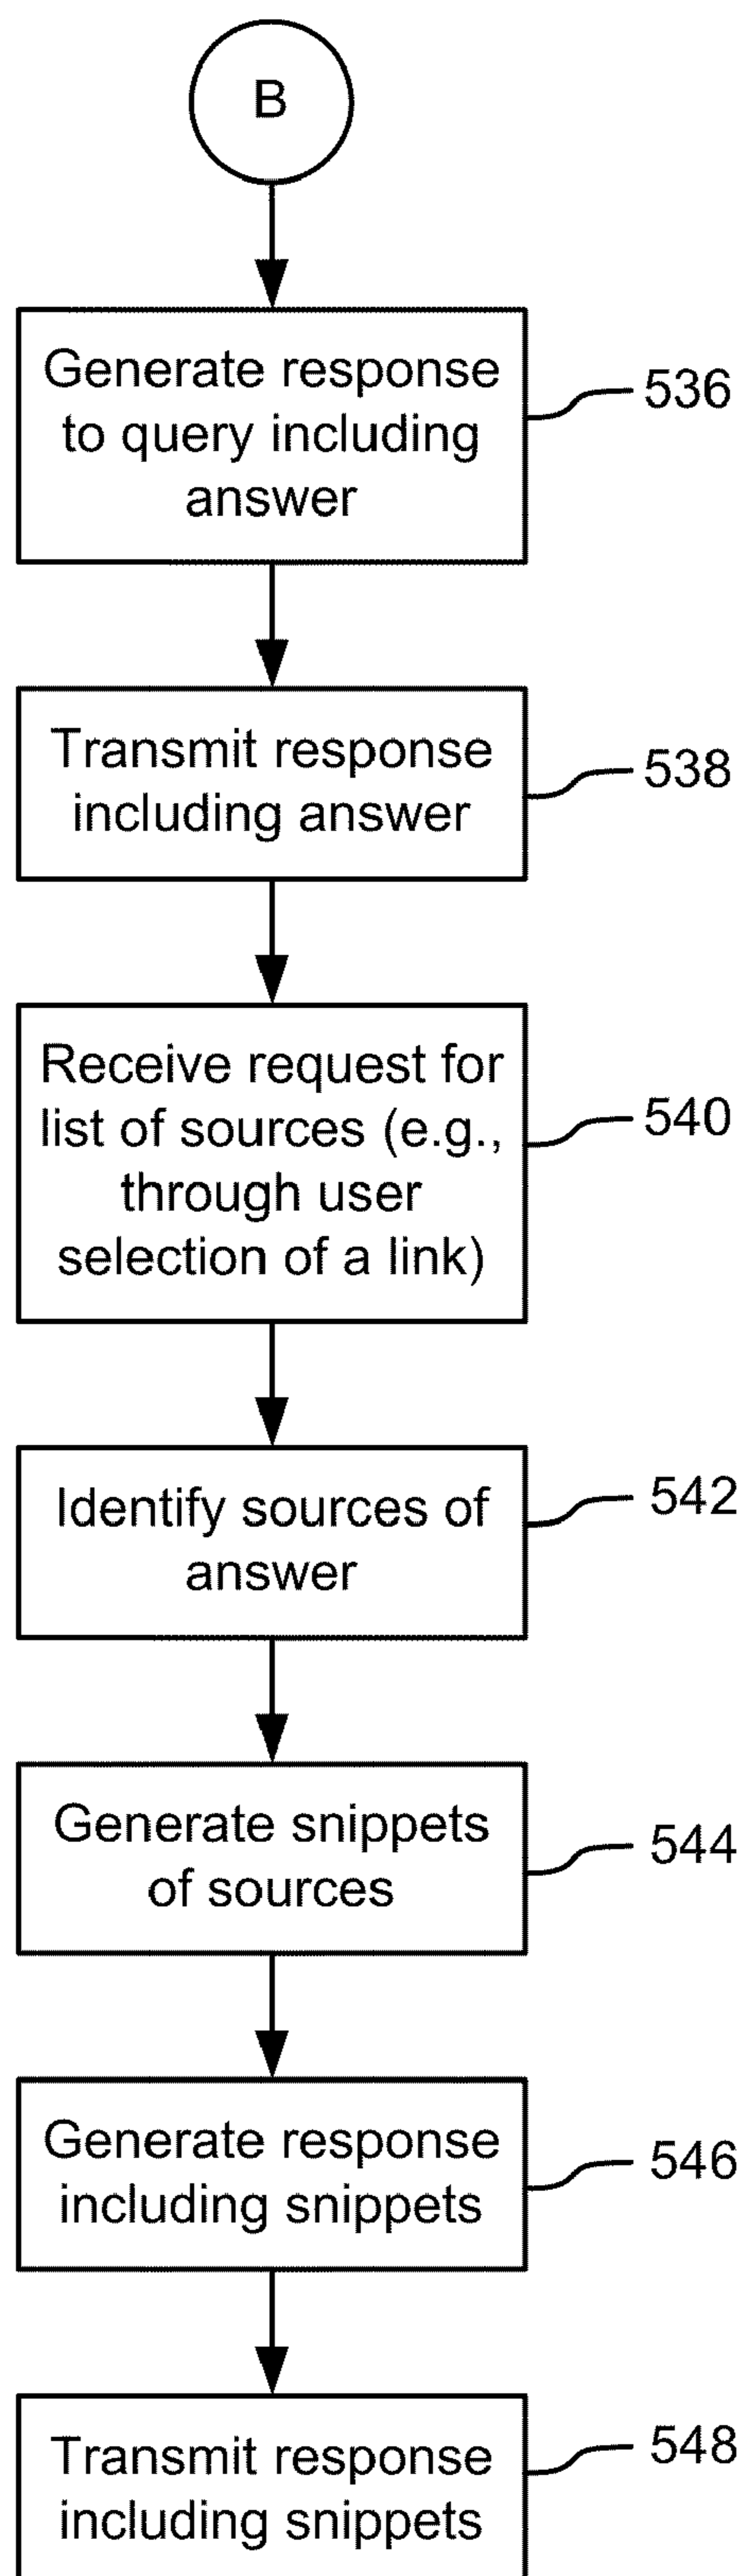 B
Generate response
to query including
answer
536
Transmit response
including answer
538
Receive request for
list of sources (e.g.,
through user
selection of a link)
540
Identify sources of
answer
542
Generate snippets
of sources
544
Generate response
including snippets
546
Transmit response
including snippets
548